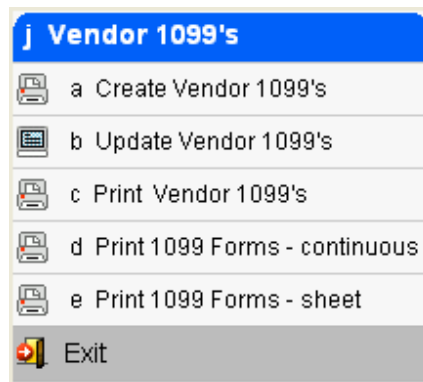 j Vendor 1099's
a Create Vendor 1099's
b Update Vendor 1099's
c Print Vendor 1099's
d Print 1099 Forms - continuous
e Print 1099 Forms - sheet
Exit